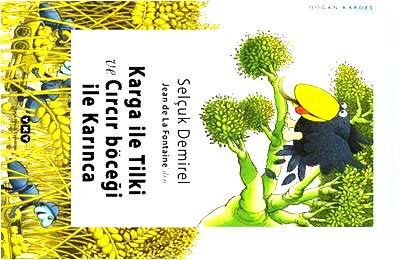 DOĞAN KARDEŞ
Selçuk Demirel
Jean de La Fontaine'den
Karga ile Tilki
ve Cırcır böceği
ile Karınca
YKY